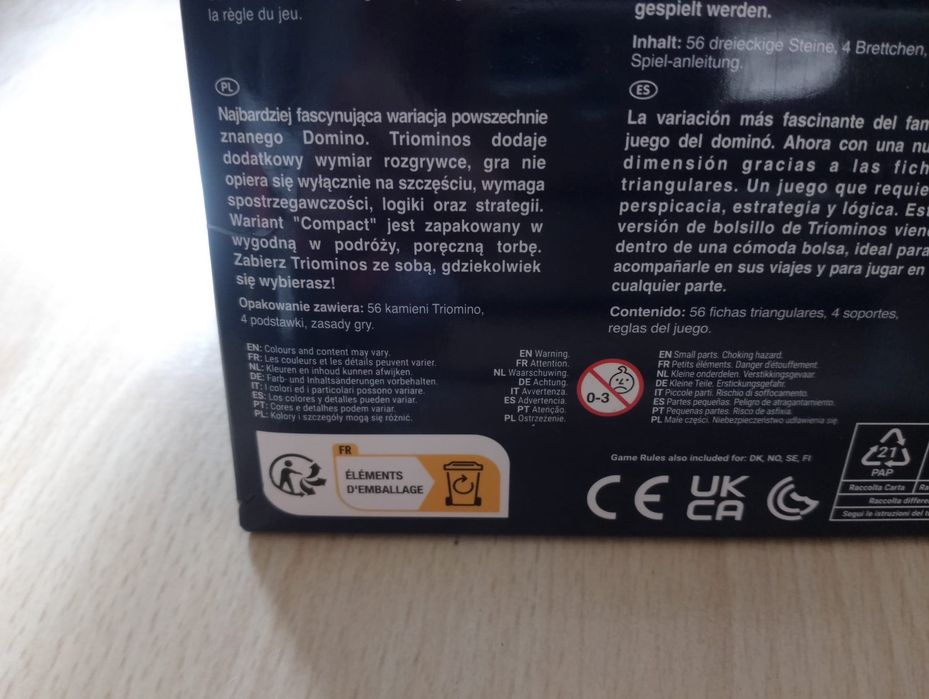 la règle du jeu.
PL
Najbardziej fascynująca wariacja powszechnie
znanego Domino. Triominos dodaje
dodatkowy wymiar rozgrywce, gra nie
opiera się wyłącznie na szczęściu, wymaga
spostrzegawczości, logiki oraz strategii.
Wariant "Compact" jest zapakowany w
wygodną w podróży, poręczną torbę.
Zabierz Triominos ze sobą, gdziekolwiek
się wybierasz!
Opakowanie zawiera: 56 kamieni Triomino,
4 podstawki, zasady gry.
gespielt werden.
Inhalt: 56 dreieckige Steine, 4 Brettchen,
Spiel-anleitung.
ES
La variación más fascinante del fam
juego del dominó. Ahora con una nu
dimensión gracias a las fich
triangulares. Un juego que requie
perspicacia, estrategia y lógica. Est
versión de bolsillo de Triominos viene
dentro de una cómoda bolsa, ideal para
acompañarle en sus viajes y para jugar en
cualquier parte.
Contenido: 56 fichas triangulares, 4 soportes,
reglas del juego.
EN: Colours and content may vary.
FR: Les couleurs et les détails peuvent varier.
NL: Kleuren en inhoud kunnen afwijken.
DE: Farb- und Inhaltsänderungen vorbehalten.
IT: I colori ed i particolari possono variare.
ES: Los colores y detalles pueden variar.
PT: Cores e detalhes podem variar.
PL: Kolory i szczegóły mogą się różnić.
EN Warning.
FR Attention.
NL Waarschuwing.
DE Achtung.
IT Avvertenza.
ES Advertencia.
PT Atenção.
PL Ostrzeżenie.
0-3
EN Small parts. Choking hazard.
FR Petits éléments. Danger d'étouffement.
NL Kleine onderdelen. Verstikkingsgevaar.
DE Kleine Teile. Erstickungsgefahr.
IT Piccole parti. Rischio di soffocamento.
ES Partes pequeñas. Peligro de atragantamiento.
PT Pequenas partes. Risco de asfixia.
PL Małe części. Niebezpieczeństwo udławienia się.
FR
ÉLÉMENTS
D'EMBALLAGE
Game Rules also included for: DK, NO, SE, FI
CE
UK
CA
21
PAP
Raccolta Carta
Ra
Raccolta differe
Segui le istruzioni del t